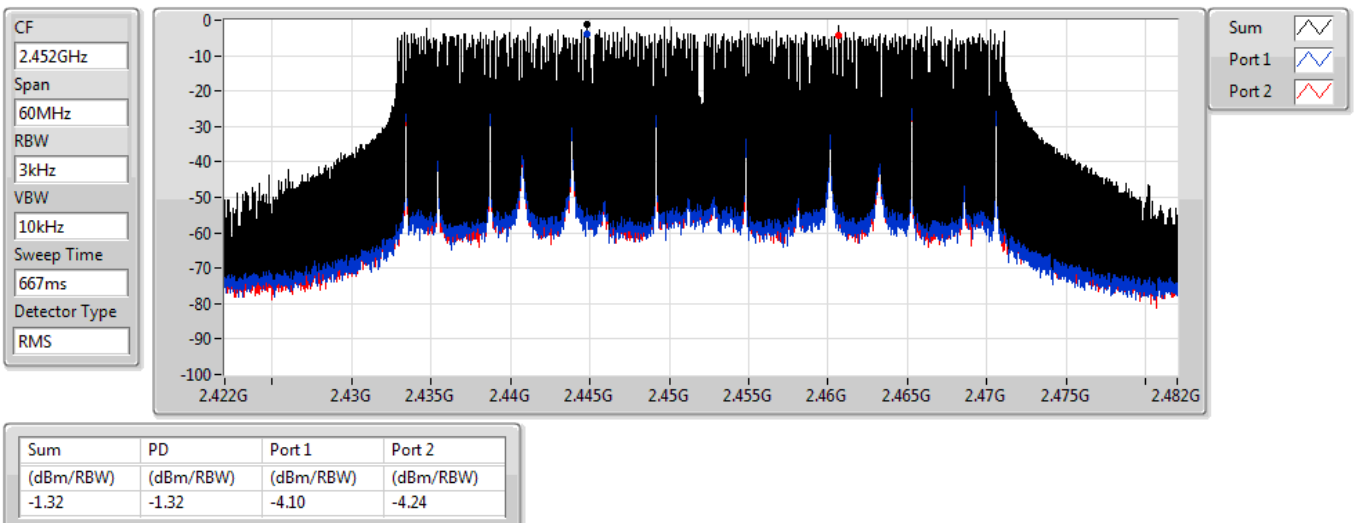 CF
2.452GHz
Span
60MHz
RBW
3kHz
VBW
10kHz
Sweep Time
667ms
Detector Type
RMS
0
-10
-20
-30
-40
-50
-60
-70
-80
-90
-100
2.422G 2.43G 2.435G 2.44G 2.445G 2.45G 2.455G 2.46G 2.465G 2.47G 2.475G 2.482G
Sum
Port 1
Port 2
Sum PD Port 1 Port 2
(dBm/RBW) (dBm/RBW) (dBm/RBW) (dBm/RBW)
-1.32 -1.32 -4.10 -4.24